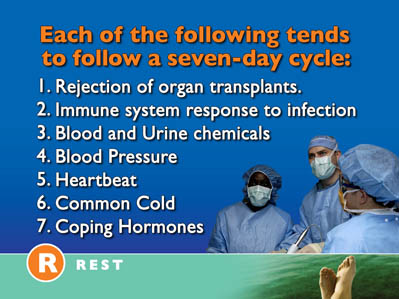 Each of the following tends
to follow a seven-day cycle:
1. Rejection of organ transplants.
2. Immune system response to infection
3. Blood and Urine chemicals
4. Blood Pressure
5. Heartbeat
6. Common Cold
7. Coping Hormones
R REST